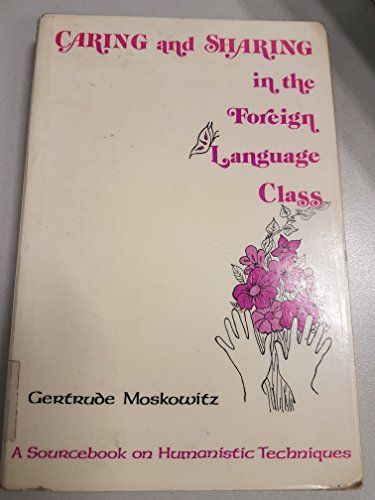 CARING and SHARING
in the
Foreign
Language
Class
Gertrude Moskowitz
A Sourcebook on Humanistic Techniques